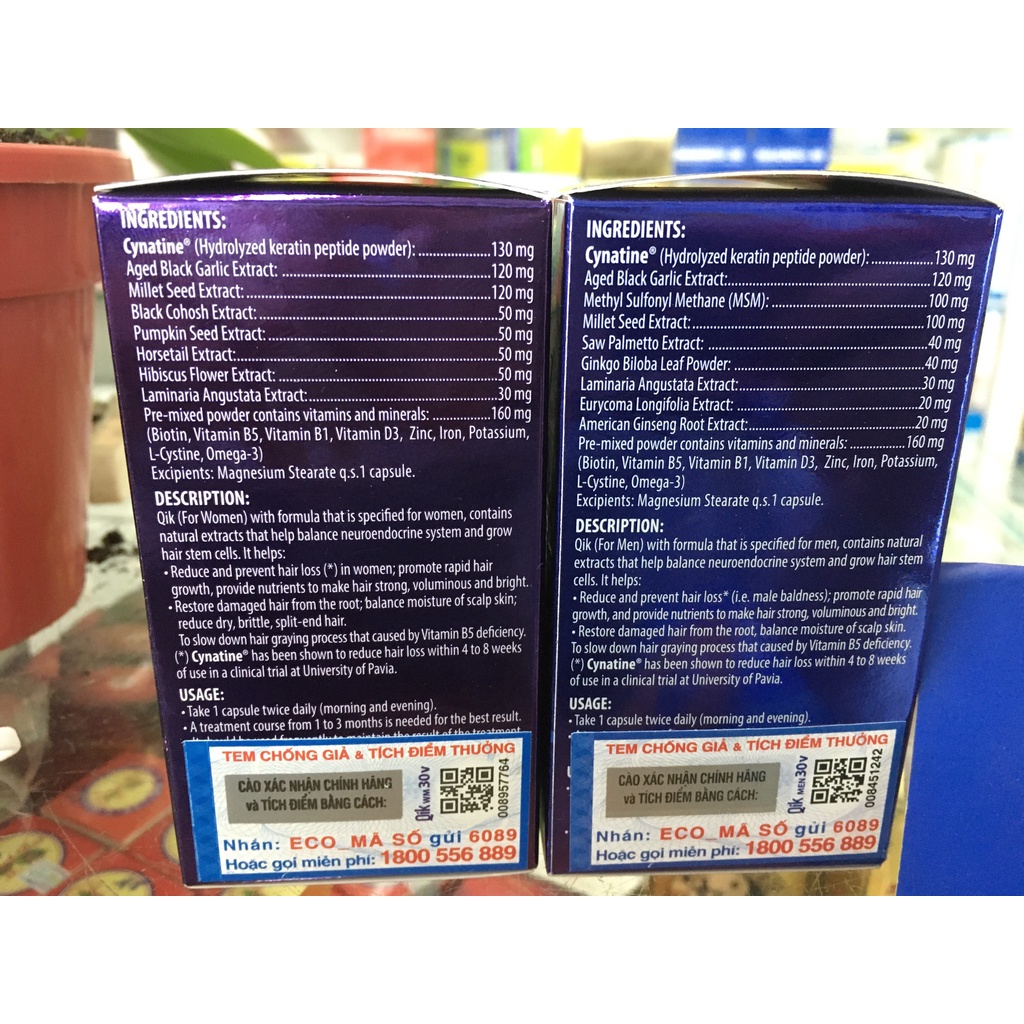 INGREDIENTS:
Cynatine® (Hydrolyzed keratin peptide powder): ..................130 mg
Aged Black Garlic Extract: ..................120 mg
Millet Seed Extract:..................120 mg
Black Cohosh Extract:..................50 mg
Pumpkin Seed Extract:..................50 mg
Horsetail Extract:..................50 mg
Hibiscus Flower Extract:..................50 mg
Laminaria Angustata Extract:..................30 mg
Pre-mixed powder contains vitamins and minerals: ...............160 mg
(Biotin, Vitamin B5, Vitamin B1, Vitamin D3, Zinc, Iron, Potassium,
L-Cystine, Omega-3)
Excipients: Magnesium Stearate q.s.1 capsule.
DESCRIPTION:
Qik (For Women) with formula that is specified for women, contains
natural extracts that help balance neuroendocrine system and grow
hair stem cells. It helps:
• Reduce and prevent hair loss (*) in women; promote rapid hair
growth, provide nutrients to make hair strong, voluminous and bright.
• Restore damaged hair from the root; balance moisture of scalp skin;
reduce dry, brittle, split-end hair.
To slow down hair graying process that caused by Vitamin B5 deficiency.
(*) Cynatine® has been shown to reduce hair loss within 4 to 8 weeks
of use in a clinical trial at University of Pavia.
USAGE:
• Take 1 capsule twice daily (morning and evening).
• A treatment course from 1 to 3 months is needed for the best result.
TEM CHỐNG GIẢ & TÍCH ĐIỂM THƯỞNG
CÀO XÁC NHẬN CHÍNH HÃNG
và TÍCH ĐIỂM BẰNG CÁCH:
Qik WM 30v
008957764
Nhắn: ECO_MÃ SỐ gửi 6089
Hoặc gọi miễn phí: 1800 556 889
INGREDIENTS:
Cynatine® (Hydrolyzed keratin peptide powder): ..................130 mg
Aged Black Garlic Extract:..................120 mg
Methyl Sulfonyl Methane (MSM):..................100 mg
Millet Seed Extract:..................100 mg
Saw Palmetto Extract: ..................40 mg
Ginkgo Biloba Leaf Powder: ..................40 mg
Laminaria Angustata Extract:..................30 mg
Eurycoma Longifolia Extract: ..................20 mg
American Ginseng Root Extract:..................20 mg
Pre-mixed powder contains vitamins and minerals: ...............160 mg
(Biotin, Vitamin B5, Vitamin B1, Vitamin D3, Zinc, Iron, Potassium,
L-Cystine, Omega-3)
Excipients: Magnesium Stearate q.s.1 capsule.
DESCRIPTION:
Qik (For Men) with formula that is specified for men, contains natural
extracts that help balance neuroendocrine system and grow hair stem
cells. It helps:
• Reduce and prevent hair loss* (i.e. male baldness); promote rapid hair
growth, and provide nutrients to make hair strong, voluminous and bright.
• Restore damaged hair from the root, balance moisture of scalp skin.
To slow down hair graying process that caused by Vitamin B5 deficiency.
(*) Cynatine® has been shown to reduce hair loss within 4 to 8 weeks
of use in a clinical trial at University of Pavia.
USAGE:
• Take 1 capsule twice daily (morning and evening).
TEM CHỐNG GIẢ & TÍCH ĐIỂM THƯỞNG
CÀO XÁC NHẬN CHÍNH HÃNG
và TÍCH ĐIỂM BẰNG CÁCH:
Qik MEN 30v
008451242
Nhắn: ECO_MÃ SỐ gửi 6089
Hoặc gọi miễn phí: 1800 556 889